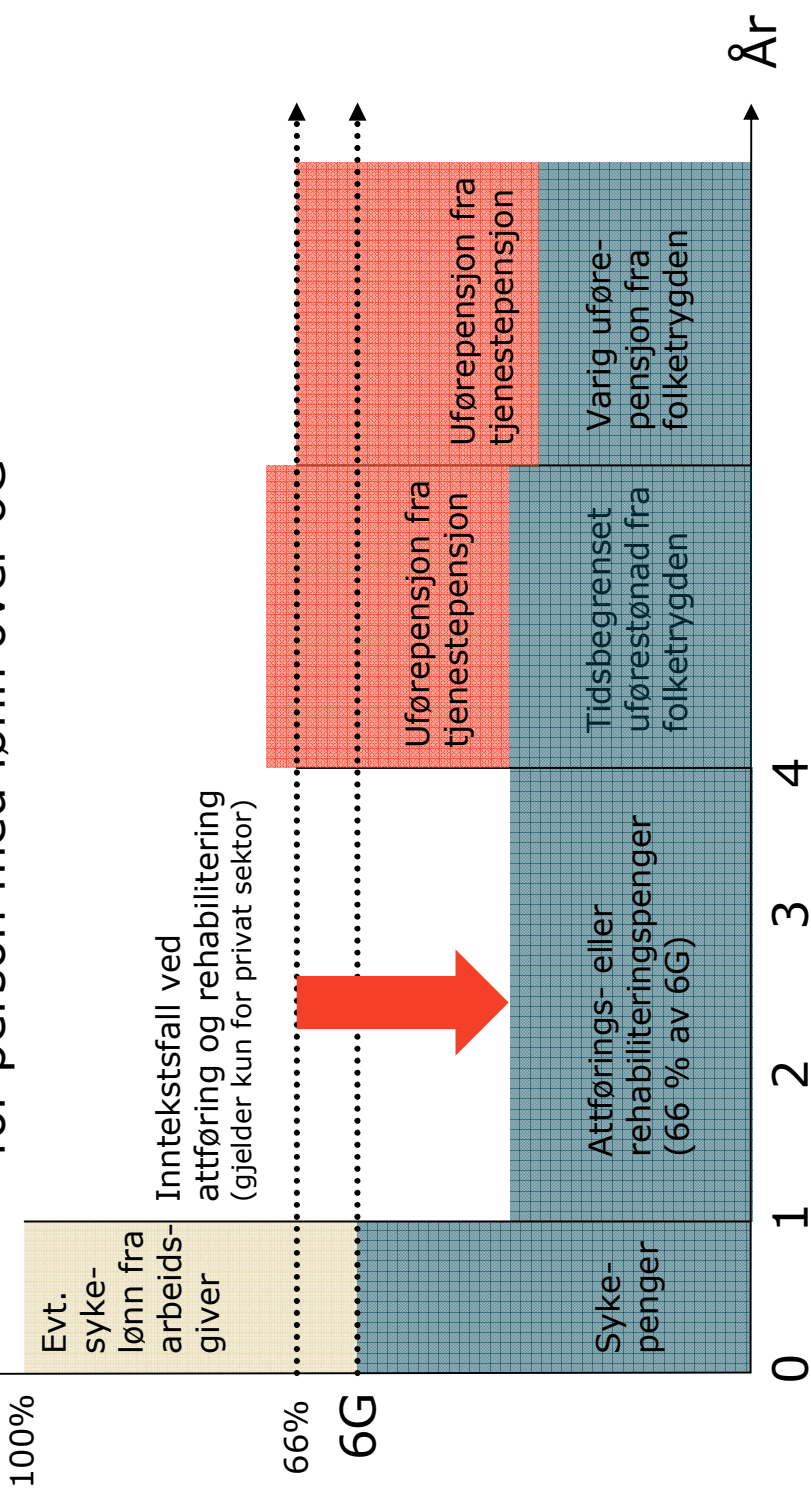 for person med lønn over 6G
100%
66%
6G
Evt.
syke-
lønn fra
arbeids-
giver
Syke-
penger
Inntekstsfall ved
attføring og rehabilitering
(gjelder kun for privat sektor)
Attførings- eller
rehabiliteringspenger
(66 % av 6G)
Uførepensjon fra
tjenestepensjon
Tidsbegrenset
uførestønad fra
folketrygden
Uførepensjon fra
tjenestepensjon
Varig uføre-
pensjon fra
folketrygden
0
1
2
3
4
År